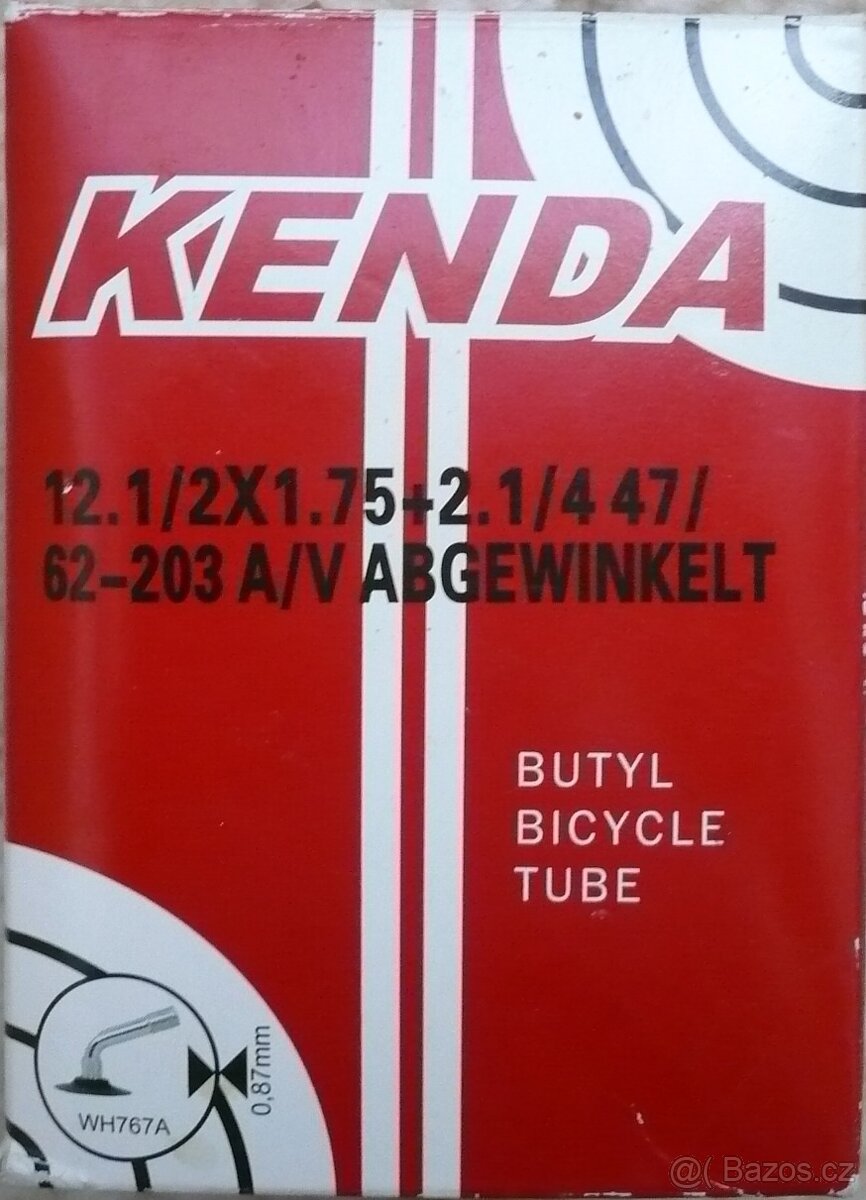 KENDA
12.1/2X1.75+2.1/4 47/
62-203 A/V ABGEWINKELT
BUTYL
BICYCLE
TUBE
0,87mm
WH767A
@( Bazos.cz